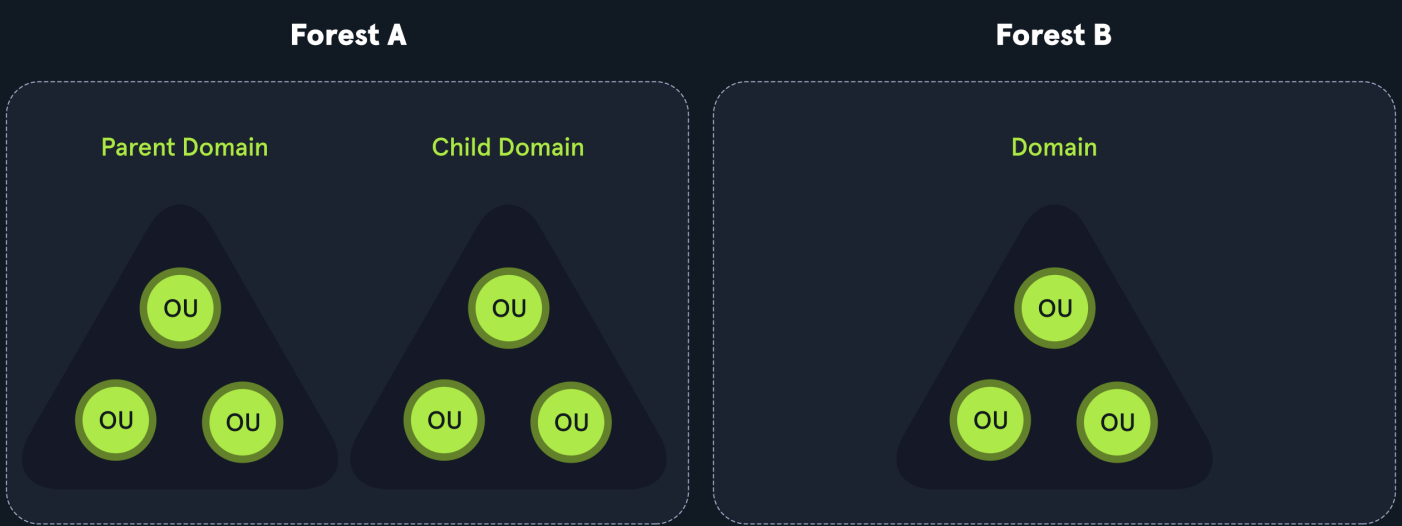 Forest A
Forest B
Parent Domain
Child Domain
Domain
OU
OU
OU
OU
OU
OU
OU
OU
OU